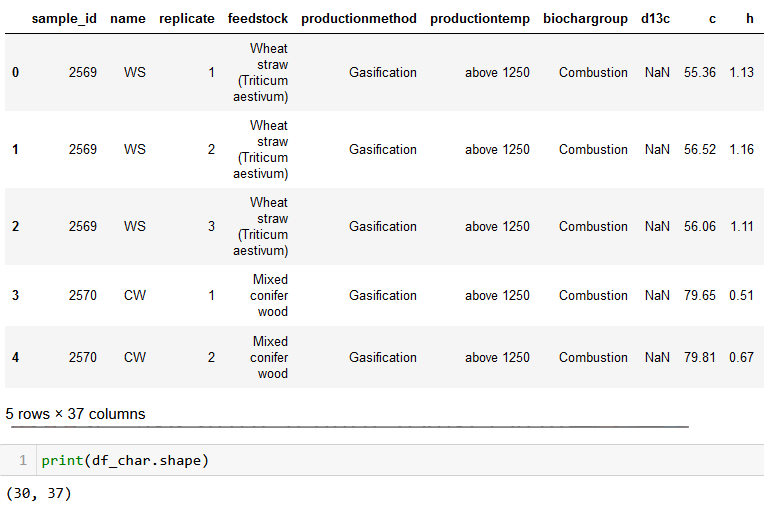 sample_id name replicate feedstock productionmethod productiontemp biochargroup d13c c h
Wheat
straw
0 2569 WS 1 (Triticum Gasification above 1250 Combustion NaN 55.36 1.13
aestivum)
Wheat
straw
1 2569 WS 2 (Triticum Gasification above 1250 Combustion NaN 56.52 1.16
aestivum)
Wheat
straw
2 2569 WS 3 (Triticum Gasification above 1250 Combustion NaN 56.06 1.11
aestivum)
Mixed
3 2570 CW 1 conifer Gasification above 1250 Combustion NaN 79.65 0.51
wood
Mixed
4 2570 CW 2 conifer Gasification above 1250 Combustion NaN 79.81 0.67
wood
5 rows × 37 columns
1 print(df_char.shape)
(30, 37)